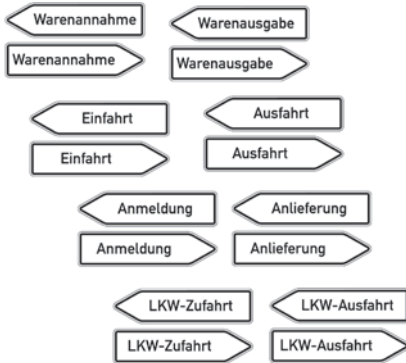 Warenannahme
Warenausgabe
Warenannahme
Warenausgabe
Einfahrt
Ausfahrt
Einfahrt
Ausfahrt
Anmeldung
Anlieferung
Anmeldung
Anlieferung
LKW-Zufahrt
LKW-Ausfahrt
LKW-Zufahrt
LKW-Ausfahrt